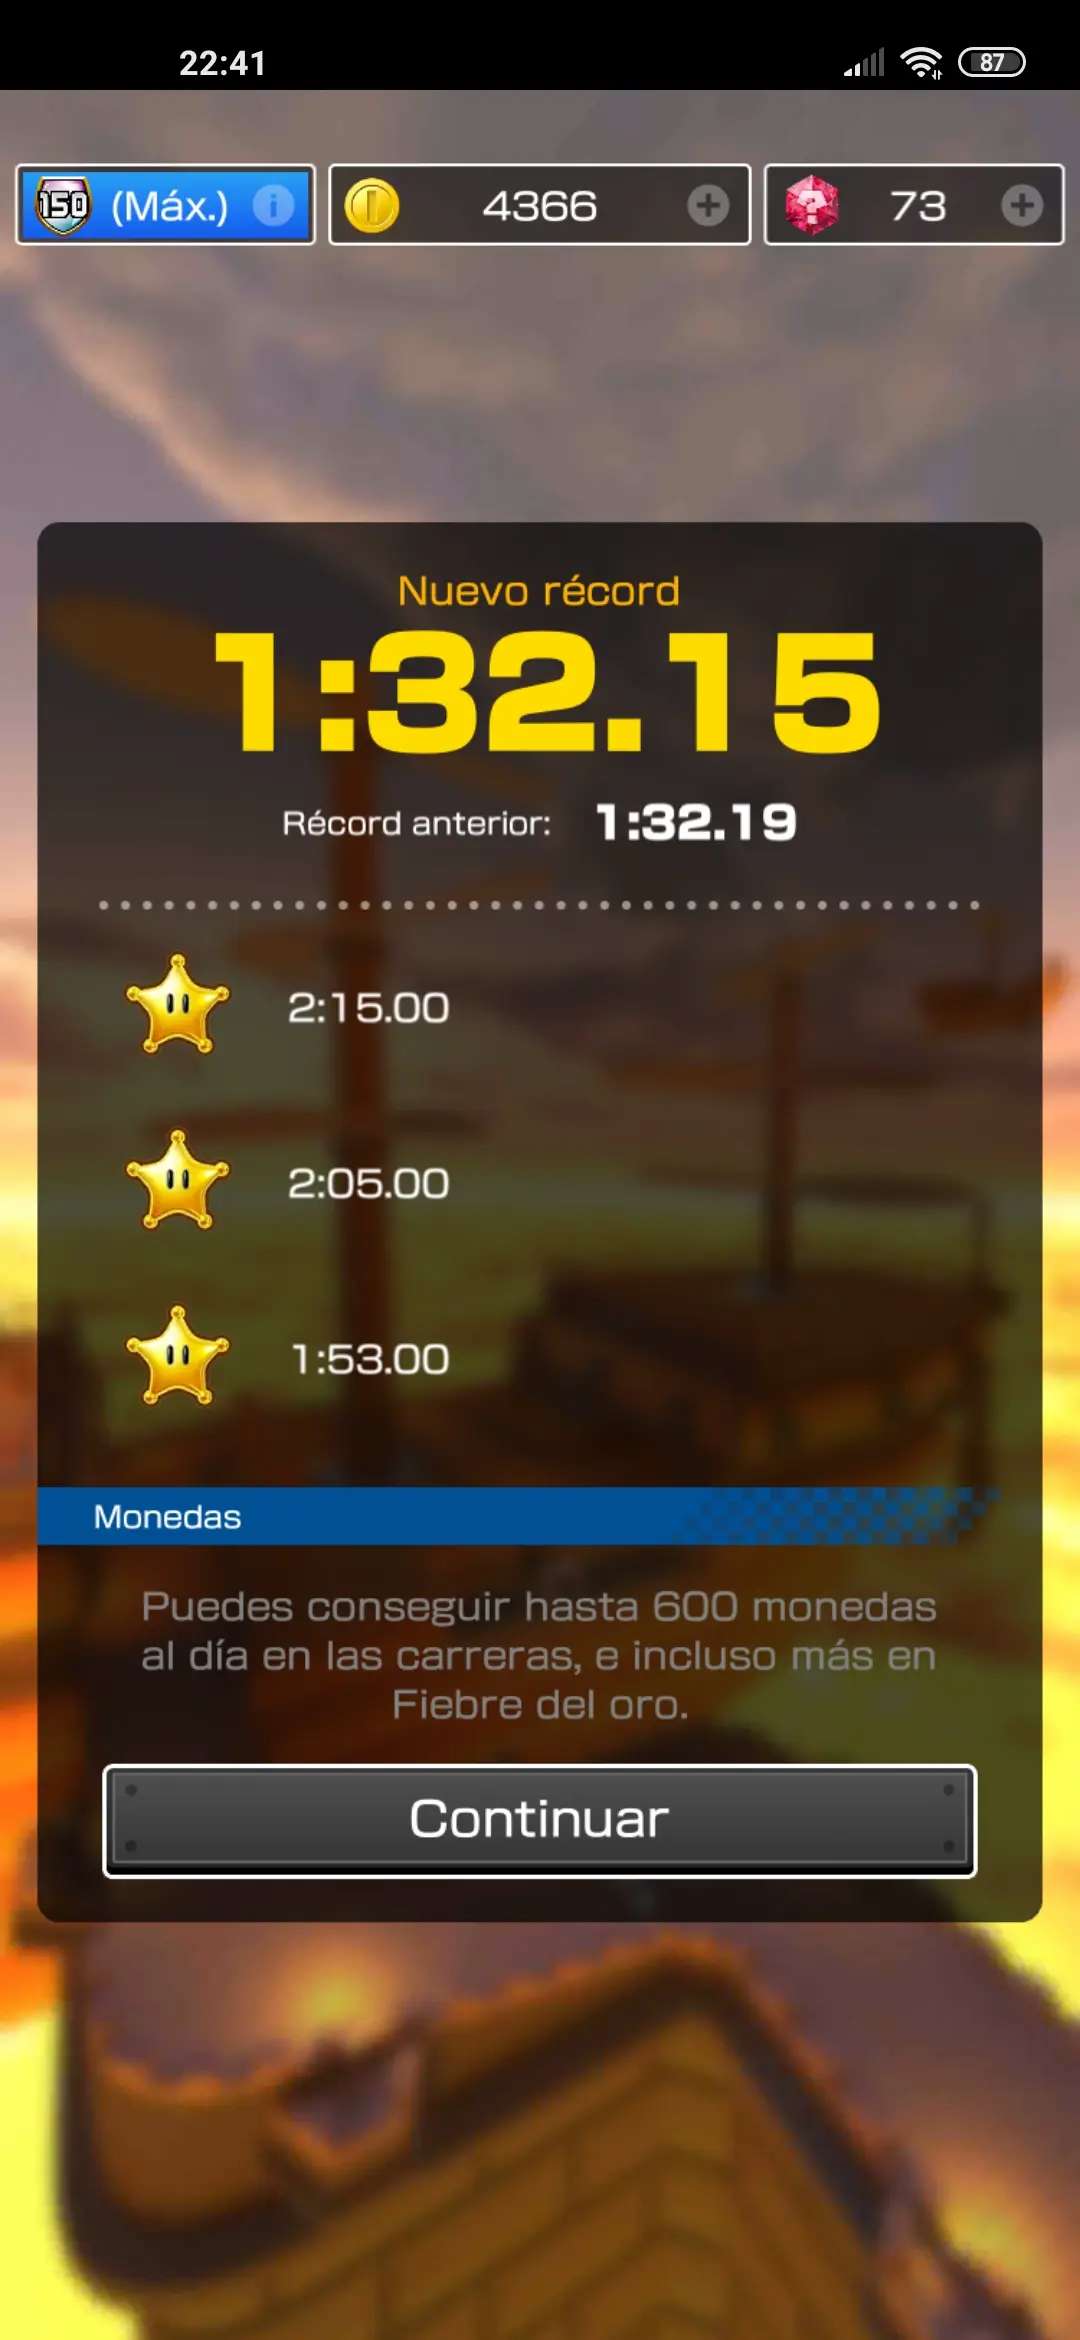 22:41
87
150 (Máx.) i
4366 +
? 73 +
Nuevo récord
1:32.15
Récord anterior: 1:32.19
2:15.00
2:05.00
1:53.00
Monedas
Puedes conseguir hasta 600 monedas
al día en las carreras, e incluso más en
Fiebre del oro.
Continuar